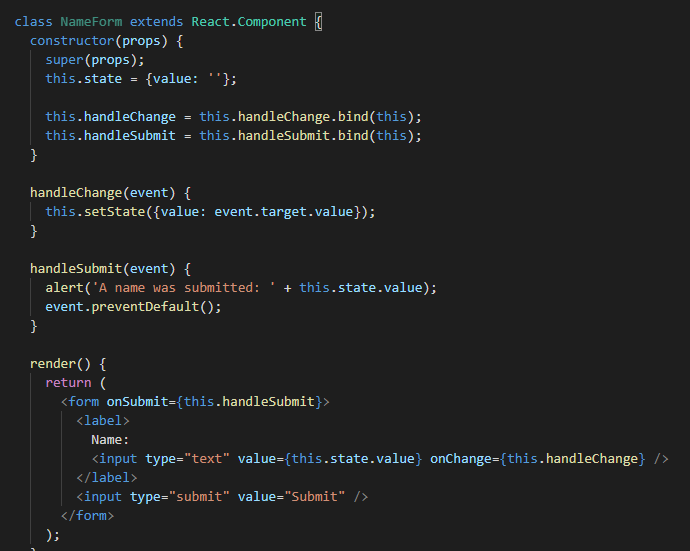 class NameForm extends React.Component {
constructor(props) {
super(props);
this.state = {value: ''};
this.handleChange = this.handleChange.bind(this);
this.handleSubmit = this.handleSubmit.bind(this);
}
handleChange(event) {
this.setState({value: event.target.value});
}
handleSubmit(event) {
alert('A name was submitted: ' + this.state.value);
event.preventDefault();
}
render() {
return (
<form onSubmit={this.handleSubmit}>
<label>
Name:
<input type="text" value={this.state.value} onChange={this.handleChange} />
</label>
<input type="submit" value="Submit" />
</form>
);